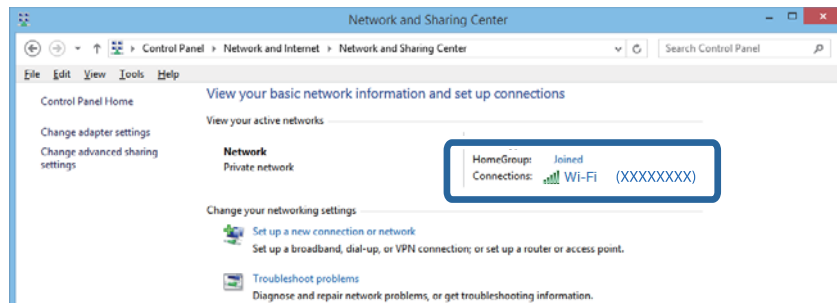 Network and Sharing Center
Control Panel Network and Internet Network and Sharing Center Search Control Panel
File Edit View Tools Help
Control Panel Home
Change adapter settings
Change advanced sharing
settings
View your basic network information and set up connections
View your active networks
Network
Private network
HomeGroup: Joined
Connections: Wi-Fi (XXXXXXXX)
Change your networking settings
Set up a new connection or network
Set up a broadband, dial-up, or VPN connection; or set up a router or access point.
Troubleshoot problems
Diagnose and repair network problems, or get troubleshooting information.